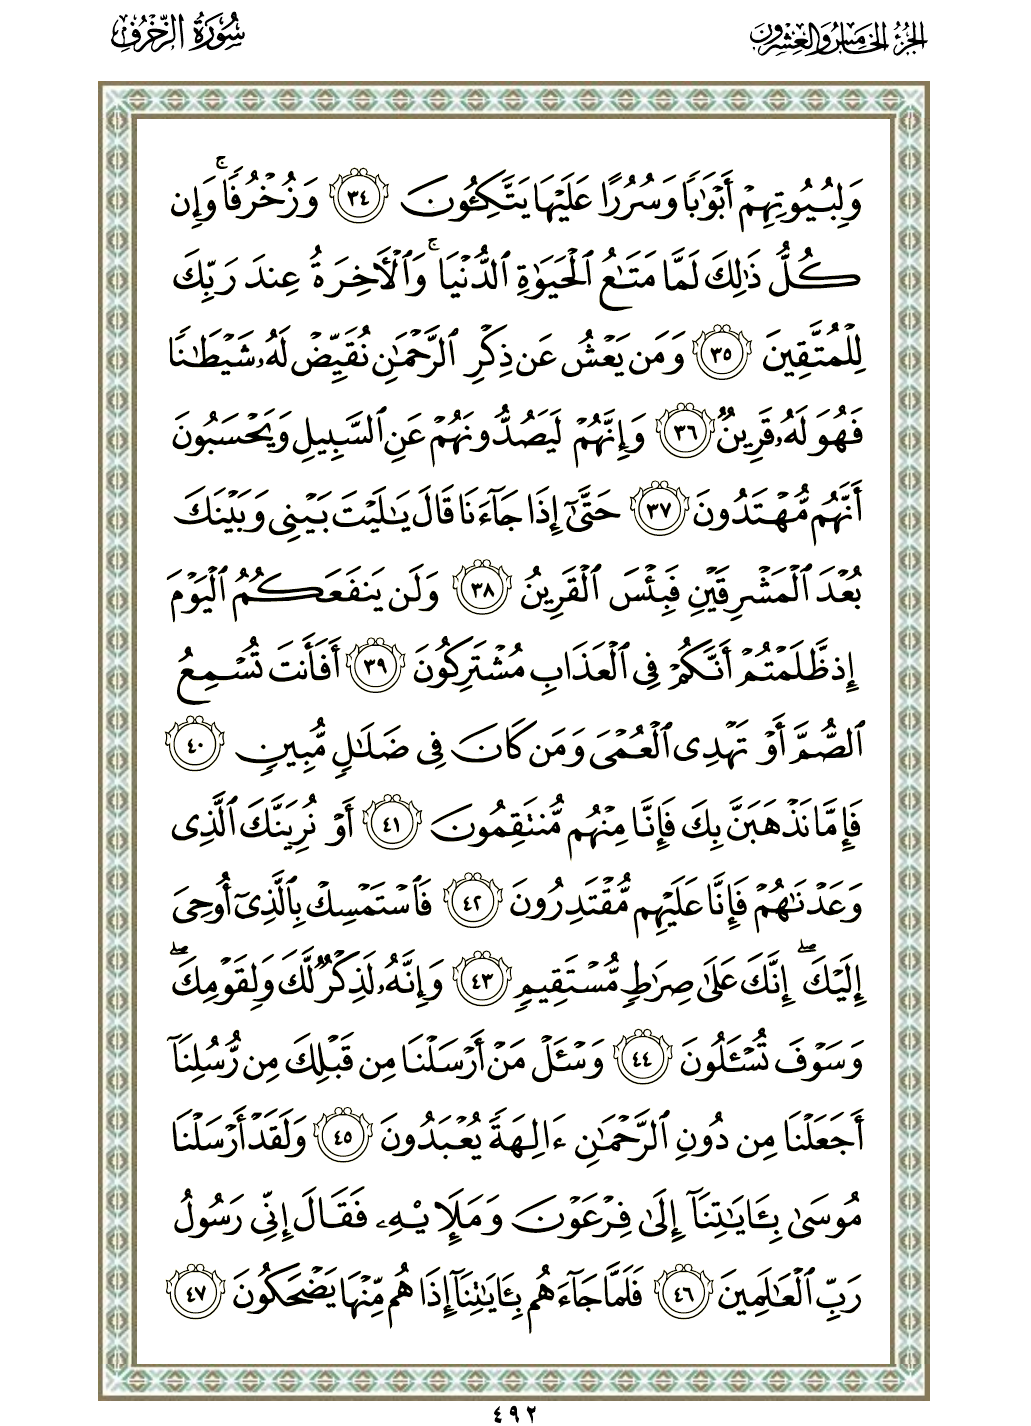 الجزء الخامس والعشرون
سورة الزخرف
وَلِبُيُوتِهِمْ أَبْوَٰبًا وَسُرُرًا عَلَيْهَا يَتَّكِـُٔونَ ٣٤ وَزُخْرُفًا ۚ وَإِن
كُلُّ ذَٰلِكَ لَمَّا مَتَٰعُ ٱلْحَيَوٰةِ ٱلدُّنْيَا ۚ وَٱلْـَٔاخِرَةُ عِندَ رَبِّكَ
لِلْمُتَّقِينَ ٣٥ وَمَن يَعْشُ عَن ذِكْرِ ٱلرَّحْمَٰنِ نُقَيِّضْ لَهُۥ شَيْطَٰنًا
فَهُوَ لَهُۥ قَرِينٌ ٣٦ وَإِنَّهُمْ لَيَصُدُّونَهُمْ عَنِ ٱلسَّبِيلِ وَيَحْسَبُونَ
أَنَّهُم مُّهْتَدُونَ ٣٧ حَتَّىٰٓ إِذَا جَآءَنَا قَالَ يَٰلَيْتَ بَيْنِى وَبَيْنَكَ
بُعْدَ ٱلْمَشْرِقَيْنِ فَبِئْسَ ٱلْقَرِينُ ٣٨ وَلَن يَنفَعَكُمُ ٱلْيَوْمَ
إِذ ظَّلَمْتُمْ أَنَّكُمْ فِى ٱلْعَذَابِ مُشْتَرِكُونَ ٣٩ أَفَأَنتَ تُسْمِعُ
ٱلصُّمَّ أَوْ تَهْدِى ٱلْعُمْىَ وَمَن كَانَ فِى ضَلَٰلٍ مُّبِينٍ ٤٠
فَإِمَّا نَذْهَبَنَّ بِكَ فَإِنَّا مِنْهُم مُّنتَقِمُونَ ٤١ أَوْ نُرِيَنَّكَ ٱلَّذِى
وَعَدْنَٰهُمْ فَإِنَّا عَلَيْهِم مُّقْتَدِرُونَ ٤٢ فَٱسْتَمْسِكْ بِٱلَّذِىٓ أُوحِىَ
إِلَيْكَ ۖ إِنَّكَ عَلَىٰ صِرَٰطٍ مُّسْتَقِيمٍ ٤٣ وَإِنَّهُۥ لَذِكْرٌ لَّكَ وَلِقَوْمِكَ ۖ
وَسَوْفَ تُسْـَٔلُونَ ٤٤ وَسْـَٔلْ مَنْ أَرْسَلْنَا مِن قَبْلِكَ مِن رُّسُلِنَآ
أَجَعَلْنَا مِن دُونِ ٱلرَّحْمَٰنِ ءَالِهَةً يُعْبَدُونَ ٤٥ وَلَقَدْ أَرْسَلْنَا
مُوسَىٰ بِـَٔايَٰتِنَآ إِلَىٰ فِرْعَوْنَ وَمَلَإِي۟هِۦ فَقَالَ إِنِّى رَسُولُ
رَبِّ ٱلْعَٰلَمِينَ ٤٦ فَلَمَّا جَآءَهُم بِـَٔايَٰتِنَآ إِذَا هُم مِّنْهَا يَضْحَكُونَ ٤٧
٤٩٢